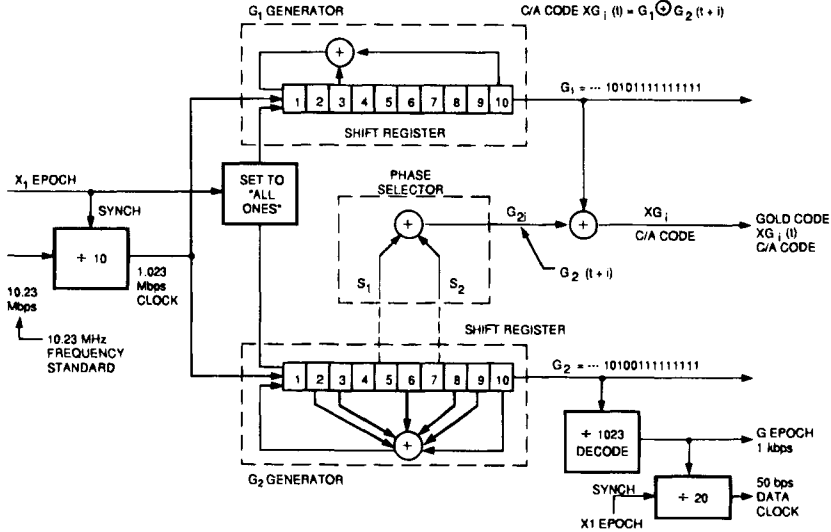 G1 GENERATOR
C/A CODE XG i (t) = G1 ⊕ G2 (t + i)
+
1 2 3 4 5 6 7 8 9 10
G1 = ··· 10101111111111
SHIFT REGISTER
X1 EPOCH
SET TO
"ALL
ONES"
PHASE
SELECTOR
SYNCH
+
G2i
+
XG i
C/A CODE
GOLD CODE
XG i (t)
C/A CODE
÷ 10
1.023
Mbps
CLOCK
S1
S2
G2 (t + i)
10.23
Mbps
10.23 MHz
FREQUENCY
STANDARD
SHIFT REGISTER
1 2 3 4 5 6 7 8 9 10
G2 = ··· 10100111111111
+
÷ 1023
DECODE
G EPOCH
1 kbps
G2 GENERATOR
SYNCH
÷ 20
50 bps
DATA
CLOCK
X1 EPOCH